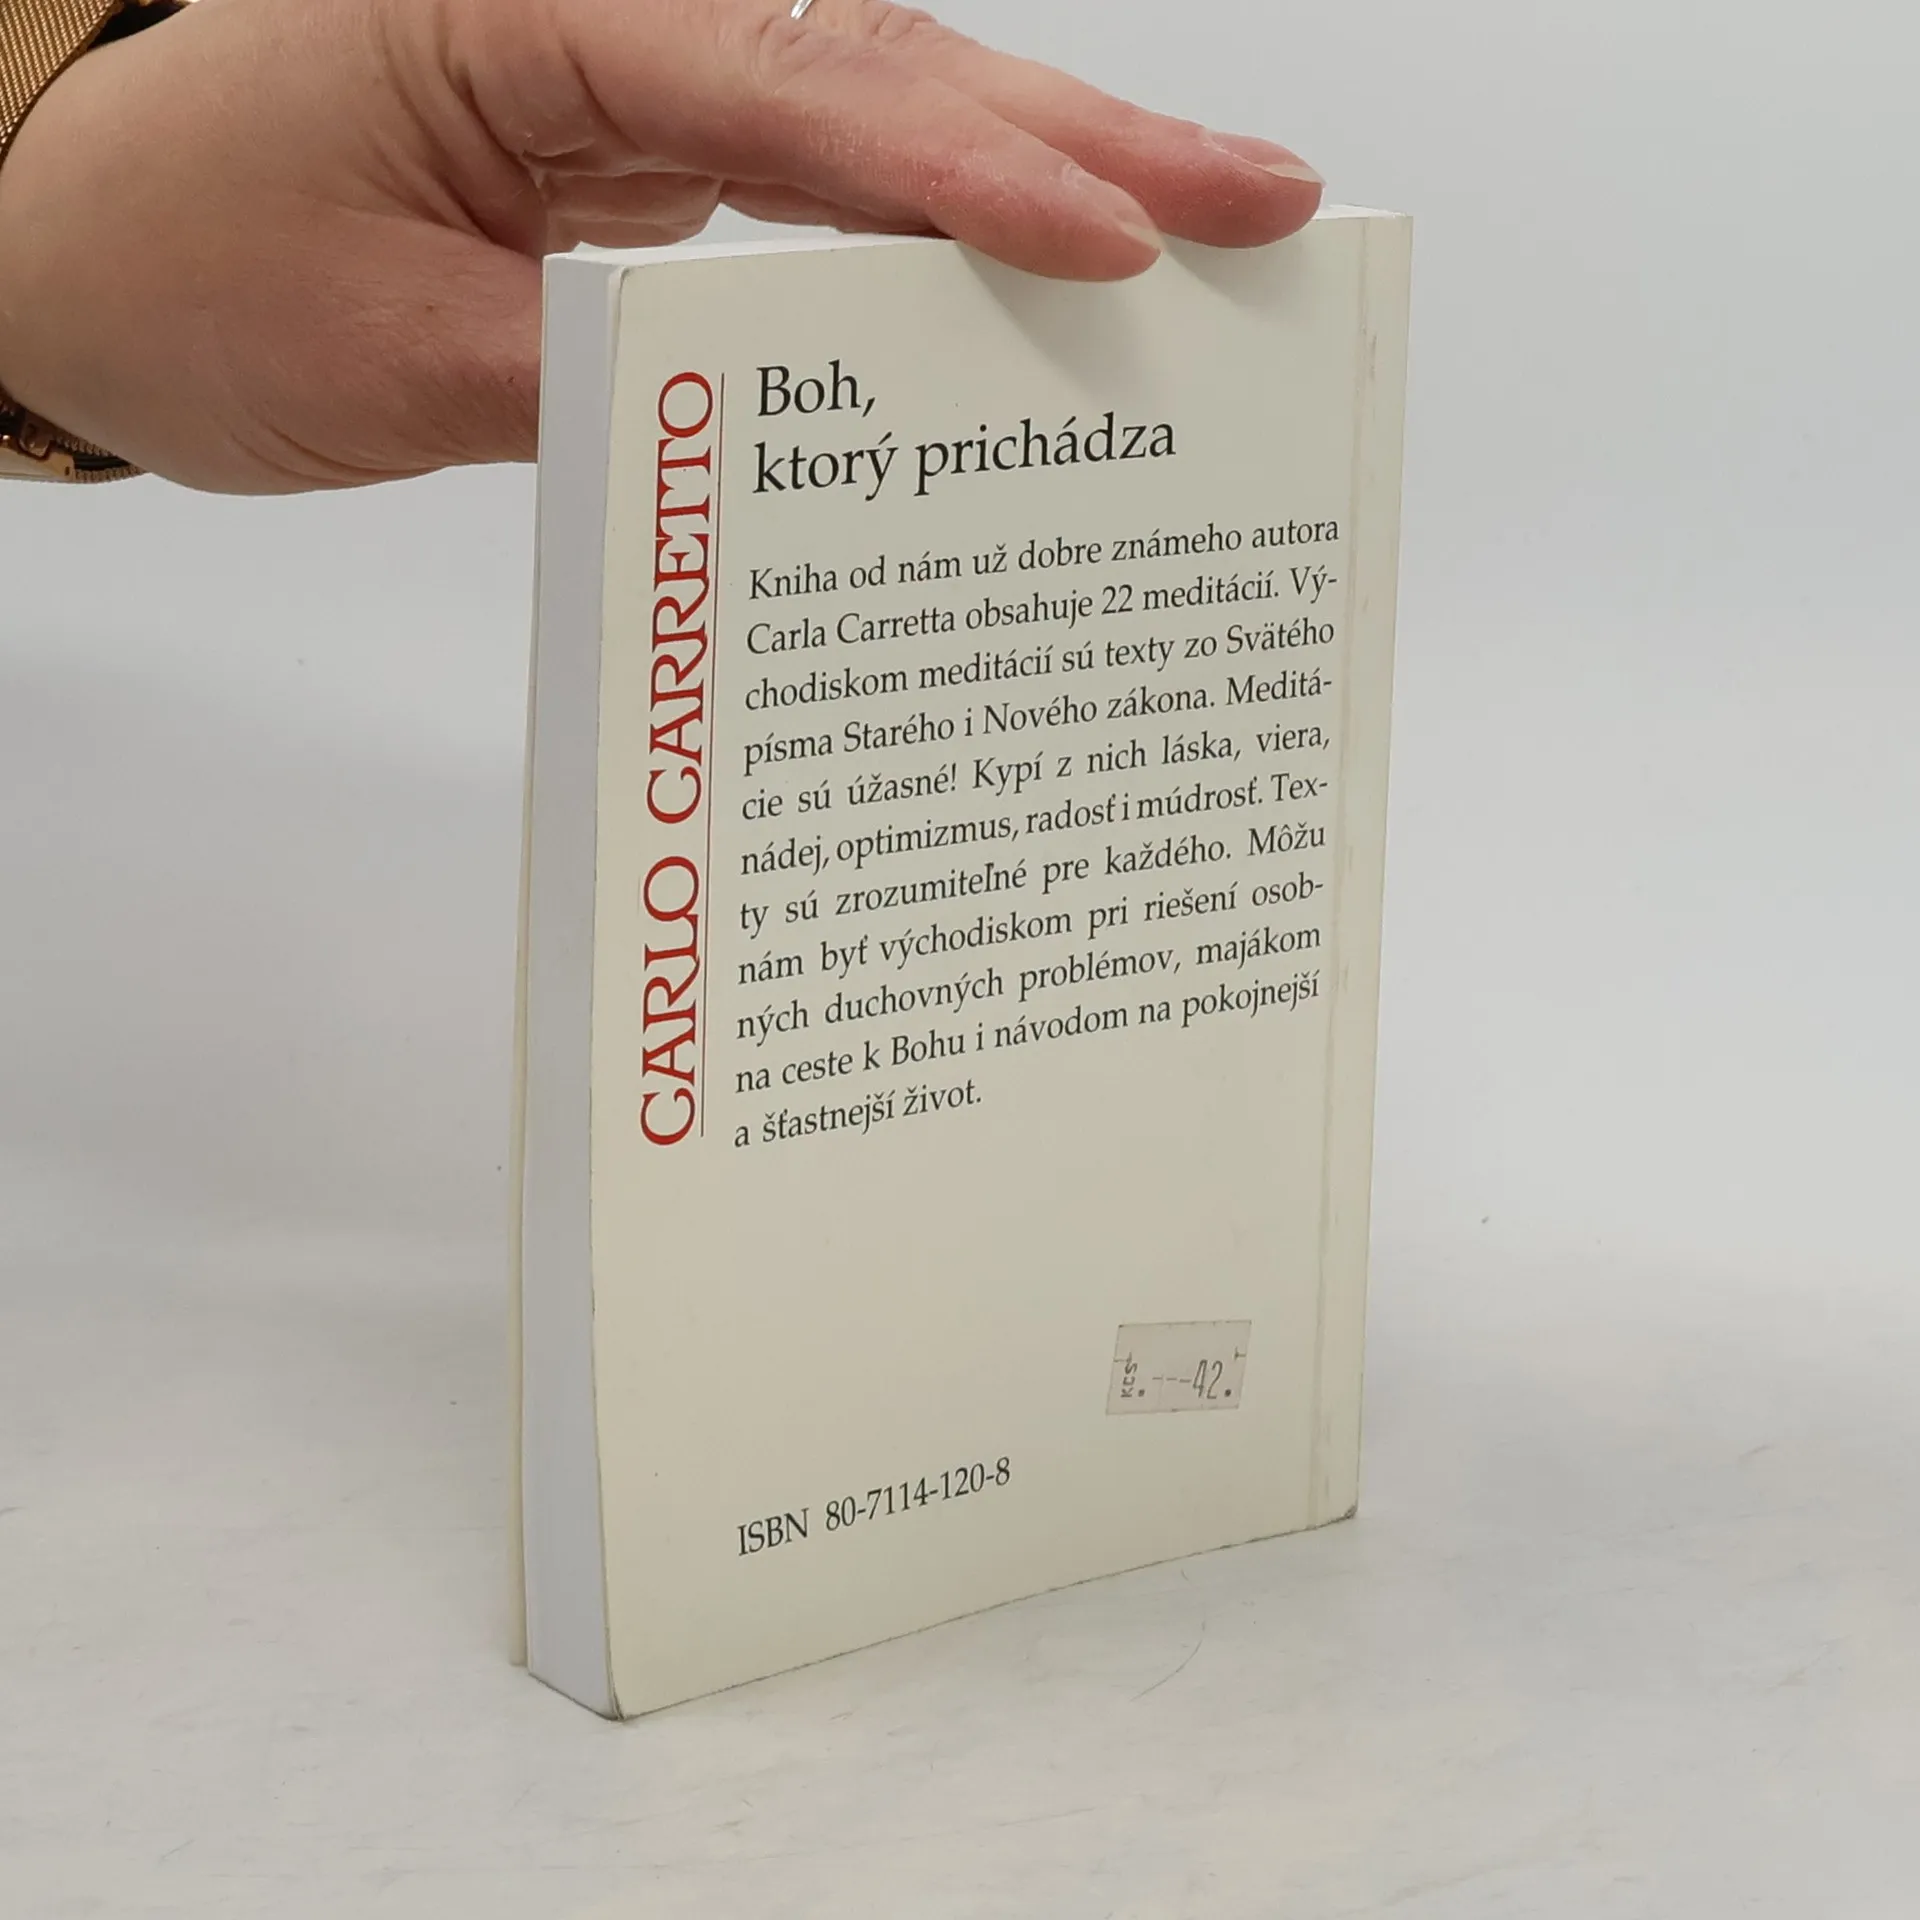 CARLO CARRETTO
Boh,
ktorý prichádza
Kniha od nám už dobre známeho autora
Carla Carretta obsahuje 22 meditácií. Vý-
chodiskom meditácií sú texty zo Svätého
písma Starého i Nového zákona. Meditá-
cie sú úžasné! Kypí z nich láska, viera,
nádej, optimizmus, radosť i múdrosť. Tex-
ty sú zrozumiteľné pre každého. Môžu
nám byť východiskom pri riešení osob-
ných duchovných problémov, majákom
na ceste k Bohu i návodom na pokojnejší
a šťastnejší život.
KCS. ---42.
ISBN 80-7114-120-8